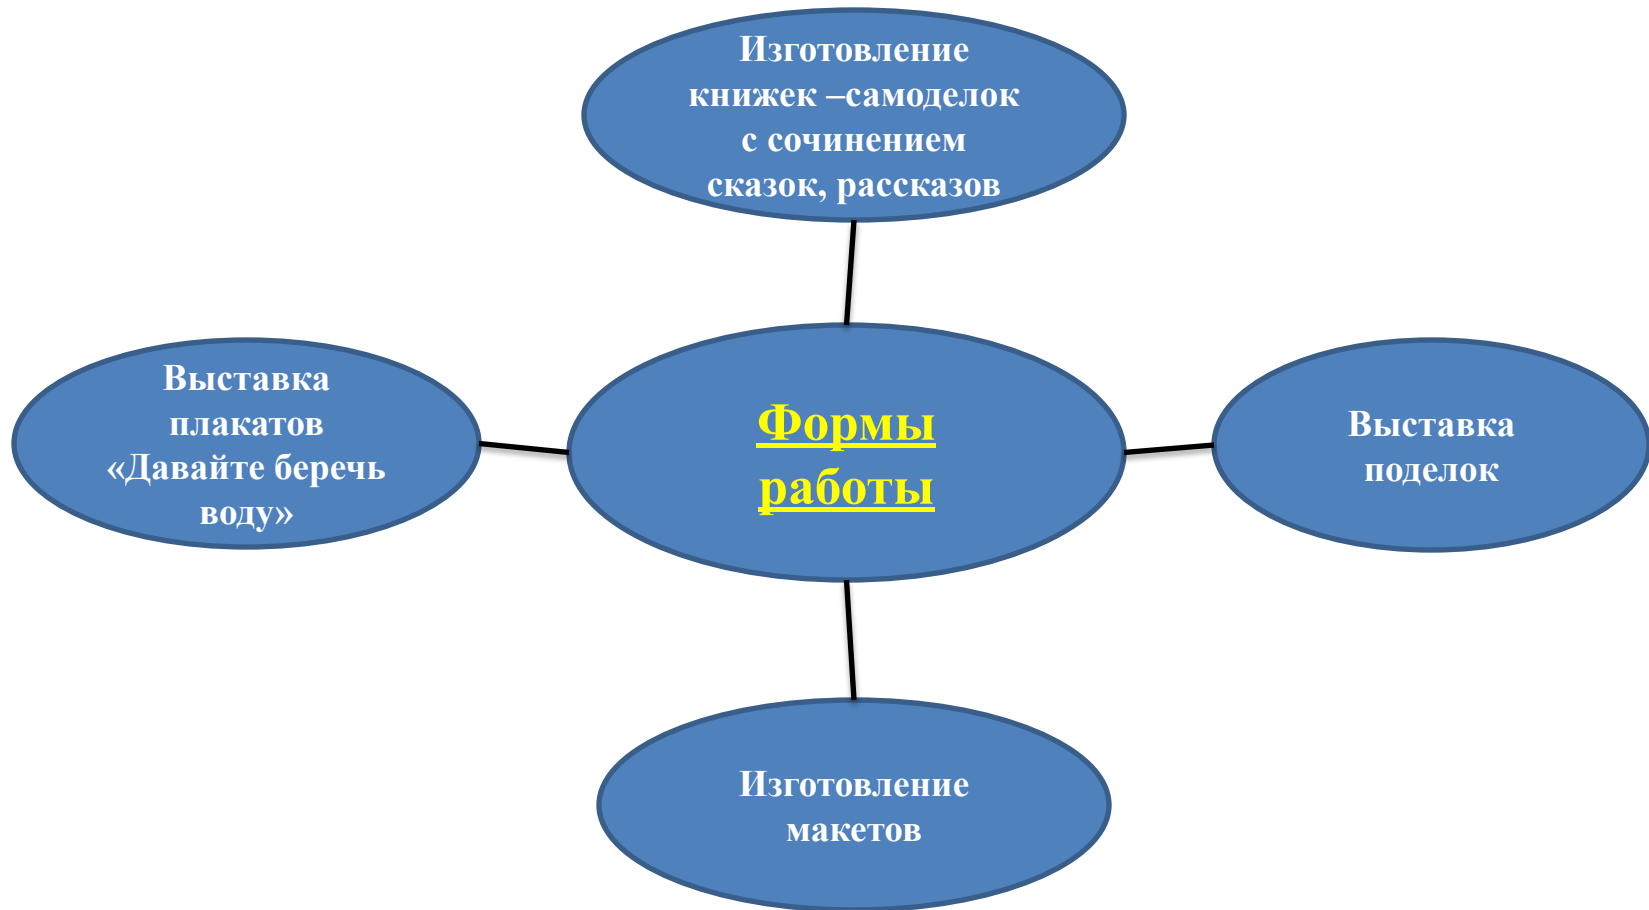 Изготовление
книжек –самоделок
с сочинением
сказок, рассказов
Выставка
плакатов
«Давайте беречь
воду»
Формы
работы
Выставка
поделок
Изготовление
макетов